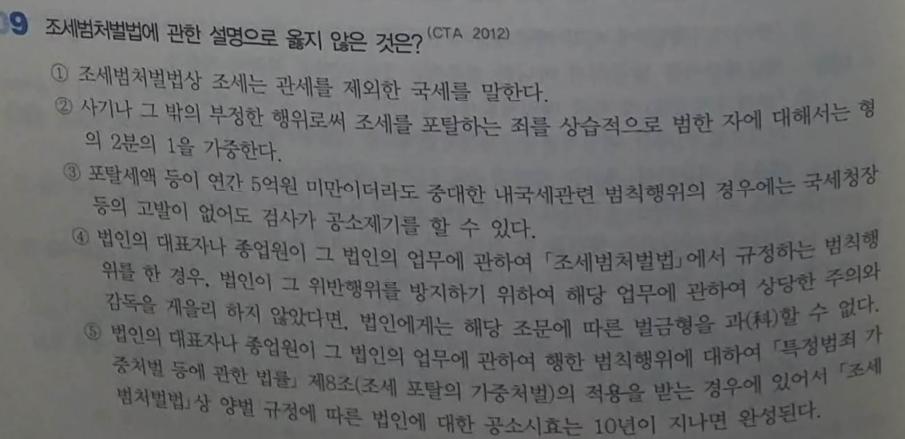 09 조세범처벌법에 관한 설명으로 옳지 않은 것은?(CTA 2012)
① 조세범처벌법상 조세는 관세를 제외한 국세를 말한다.
② 사기나 그 밖의 부정한 행위로써 조세를 포탈하는 죄를 상습적으로 범한 자에 대해서는 형
의 2분의 1을 가중한다.
③ 포탈세액 등이 연간 5억원 미만이더라도 중대한 내국세관련 범칙행위의 경우에는 국세청장
등의 고발이 없어도 검사가 공소제기를 할 수 있다.
④ 법인의 대표자나 종업원이 그 법인의 업무에 관하여 「조세범처벌법」에서 규정하는 범칙행
위를 한 경우, 법인이 그 위반행위를 방지하기 위하여 해당 업무에 관하여 상당한 주의와
감독을 게을리 하지 않았다면, 법인에게는 해당 조문에 따른 벌금형을 과(科)할 수 없다.
⑤ 법인의 대표자나 종업원이 그 법인의 업무에 관하여 행한 범칙행위에 대하여 「특정범죄 가
중처벌 등에 관한 법률」 제8조(조세 포탈의 가중처벌)의 적용을 받는 경우에 있어서 「조세
범처벌법」상 양벌 규정에 따른 법인에 대한 공소시효는 10년이 지나면 완성된다.